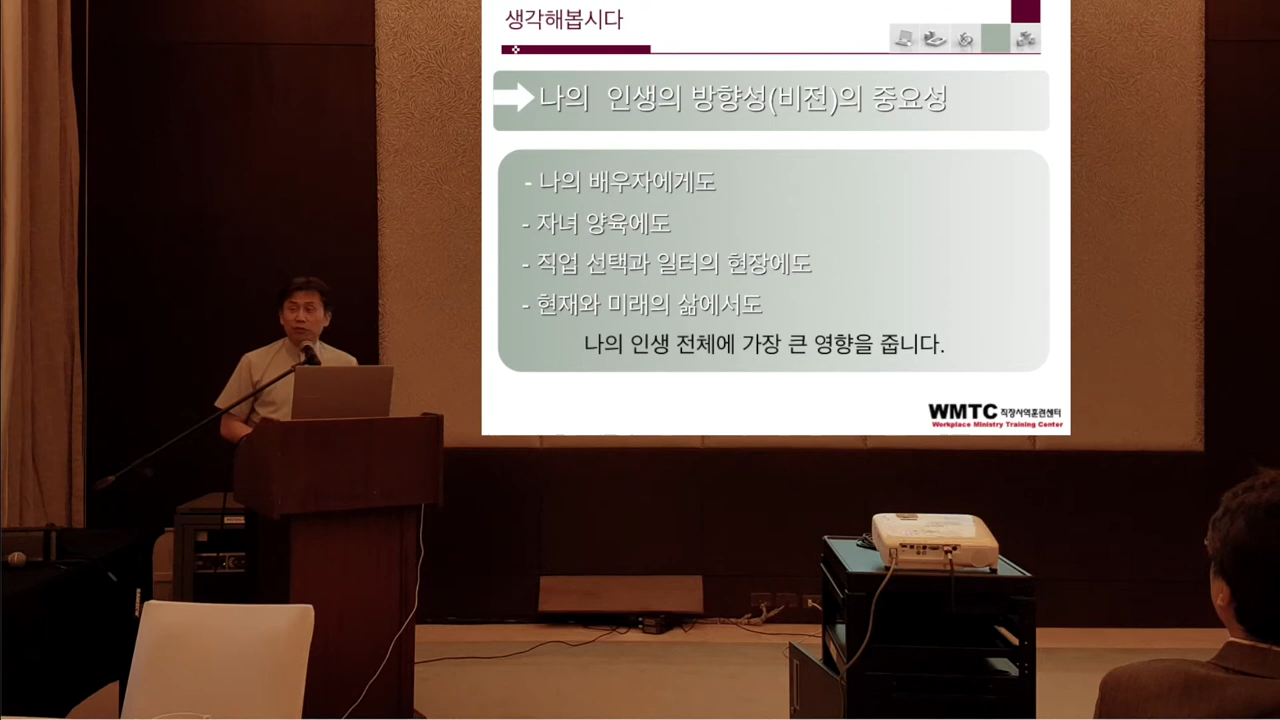 생각해봅시다
나의 인생의 방향성(비전)의 중요성
- 나의 배우자에게도
- 자녀 양육에도
- 직업 선택과 일터의 현장에도
- 현재와 미래의 삶에서도
나의 인생 전체에 가장 큰 영향을 줍니다.
WMTC 직장사역훈련센터
Workplace Ministry Training Center